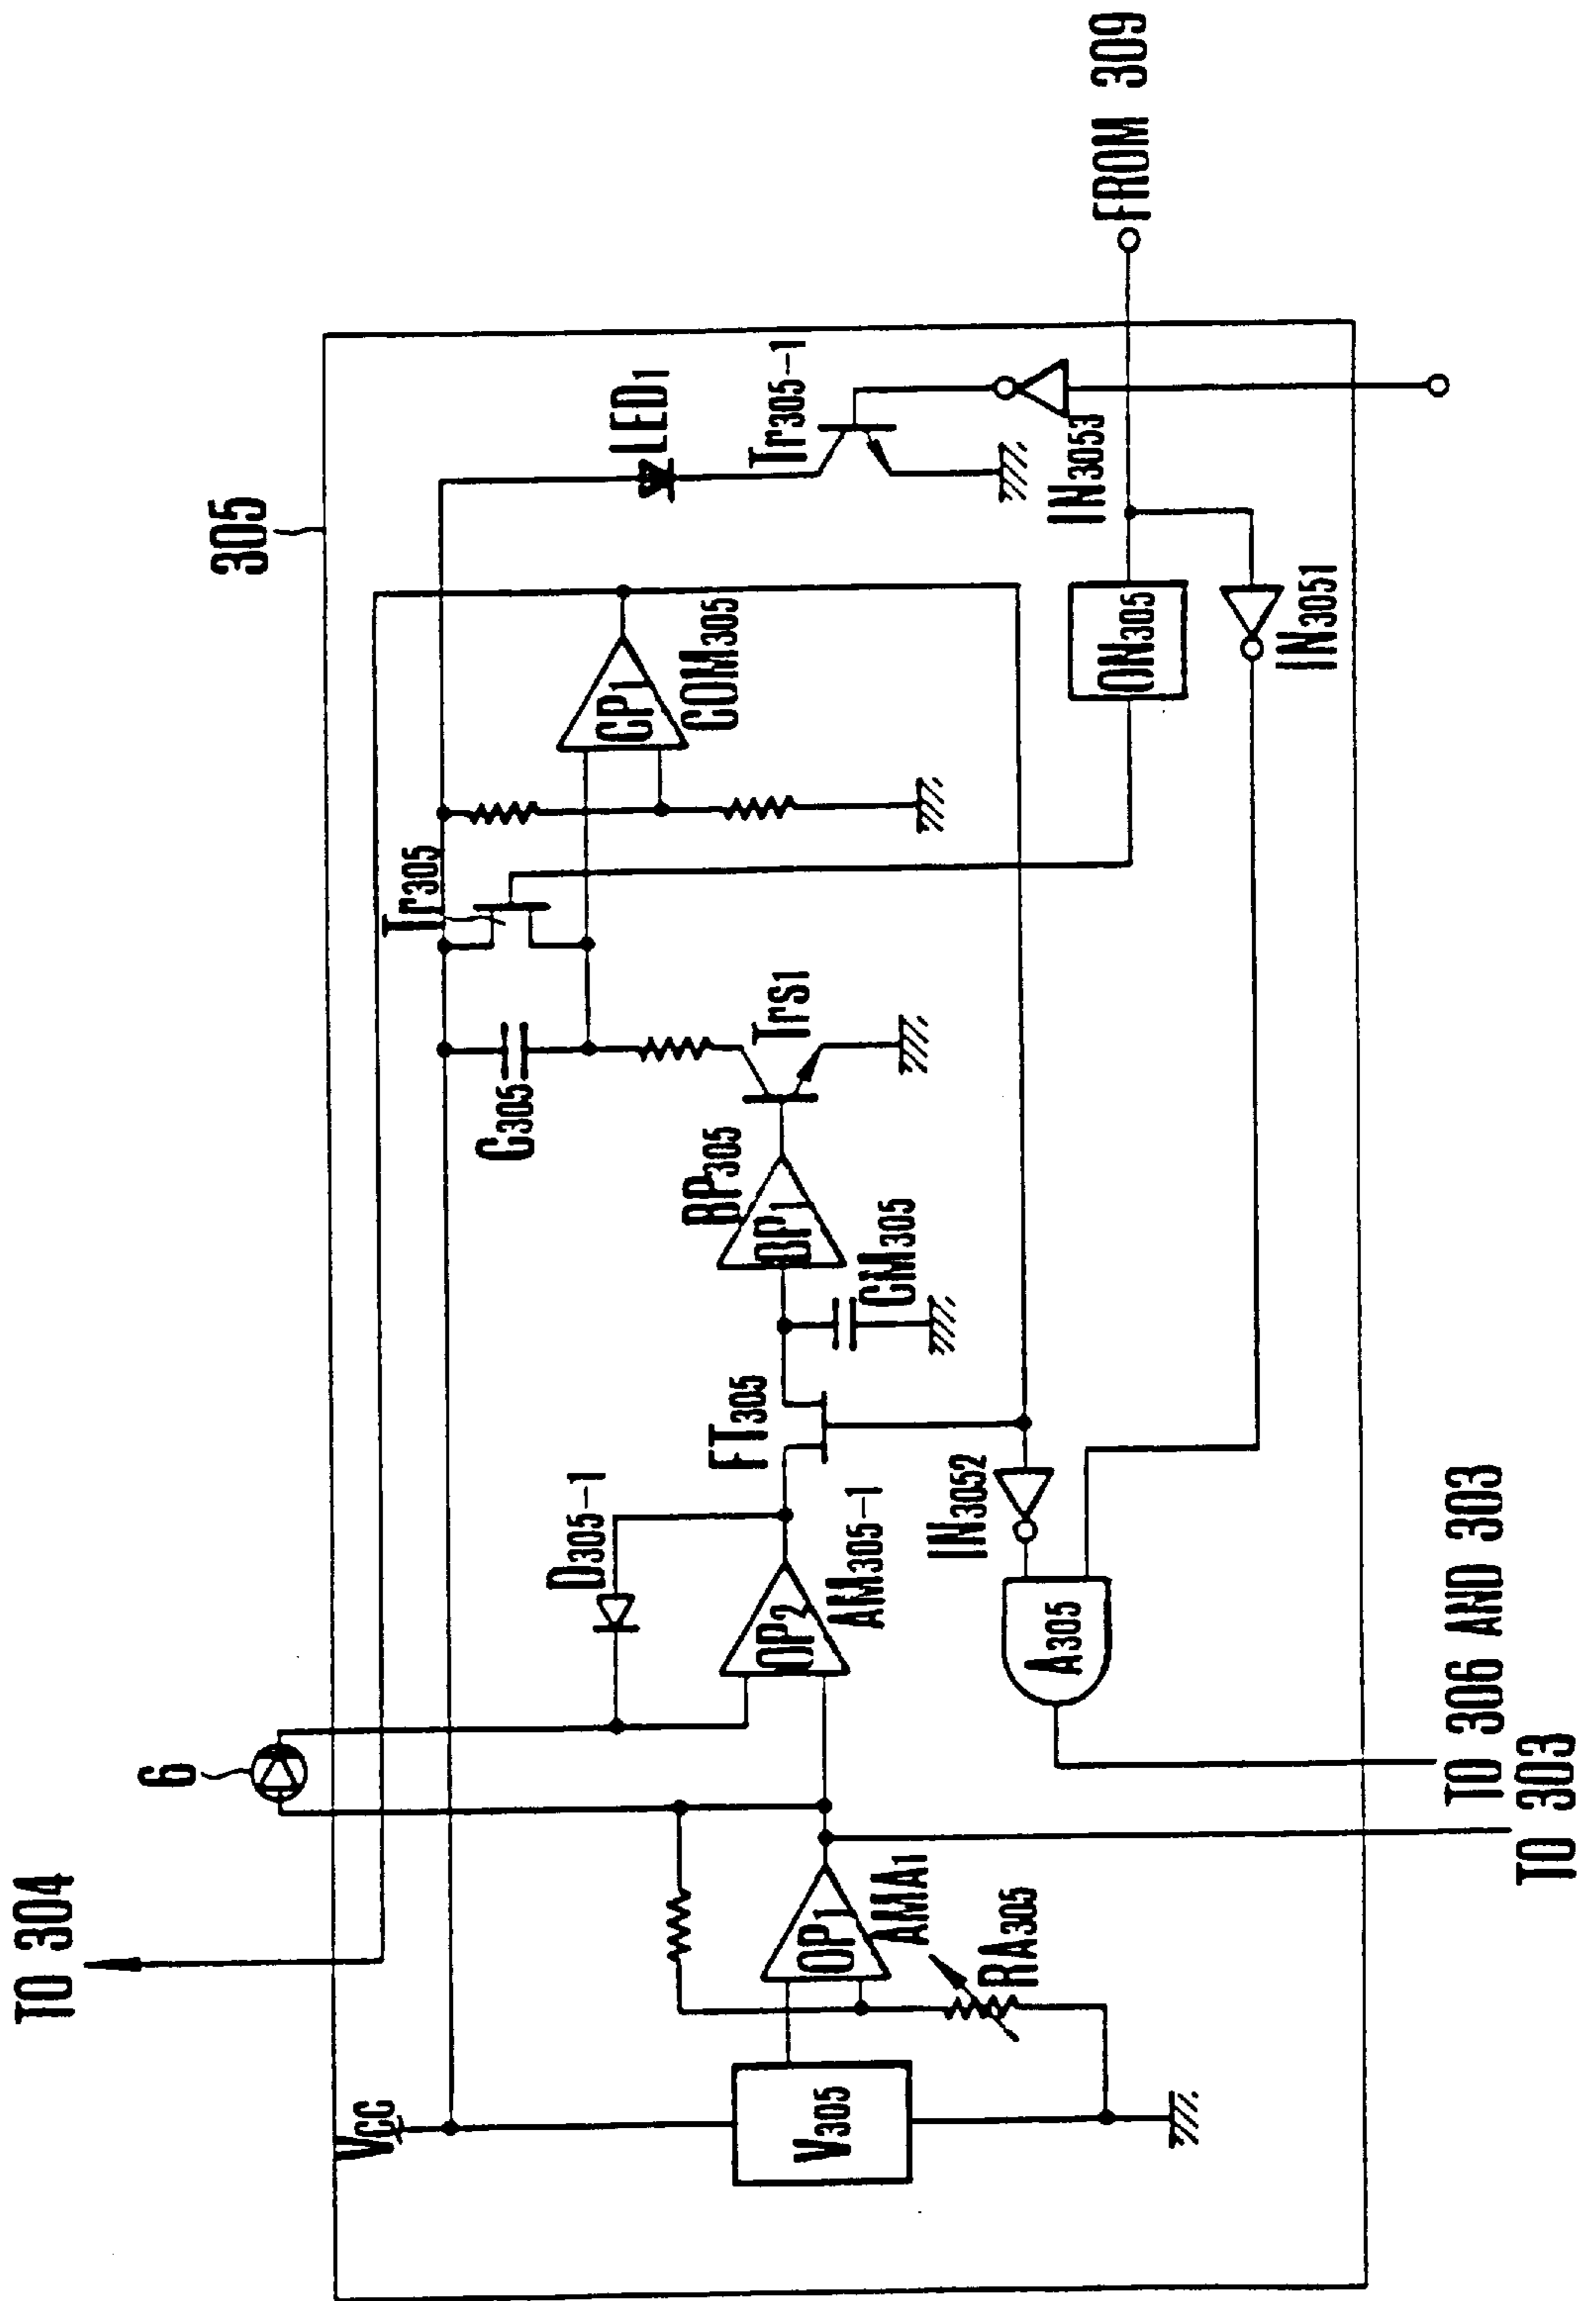 305
TO 304
FROM 309
Vcc
6
Tr305
LED1
Tr305-1
C305
CP1
COM305
IN3053
TrS1
BP305
BP1
CM305
FT305
D305-1
OP2
AM305-1
OP1
AMA1
RA305
V305
ON305
IN3051
IN3052
A305
TO 306 AND 303
TO 303